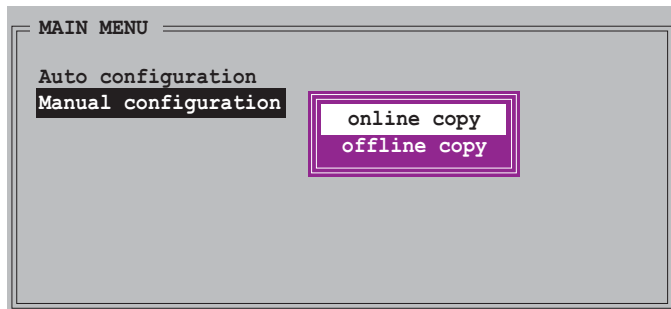 MAIN MENU
Auto configuration
Manual configuration
online copy
offline copy